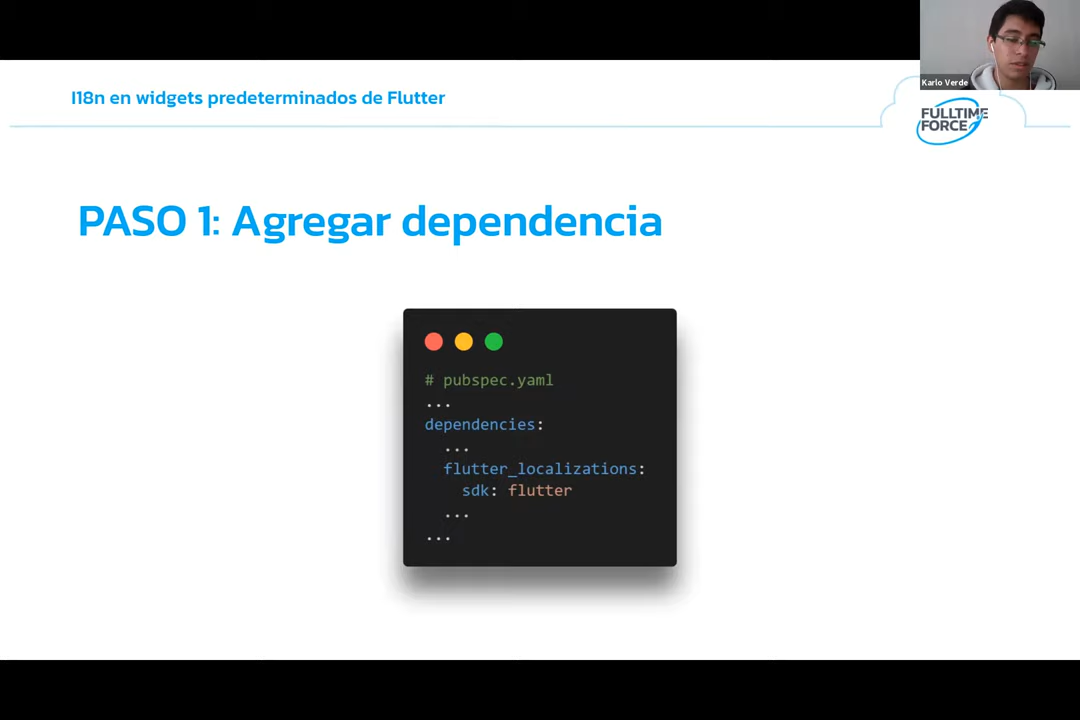 Karlo Verde
I18n en widgets predeterminados de Flutter
FULLTIME
FORCE
PASO 1: Agregar dependencia
# pubspec.yaml
...
dependencies:
...
flutter_localizations:
sdk: flutter
...
...